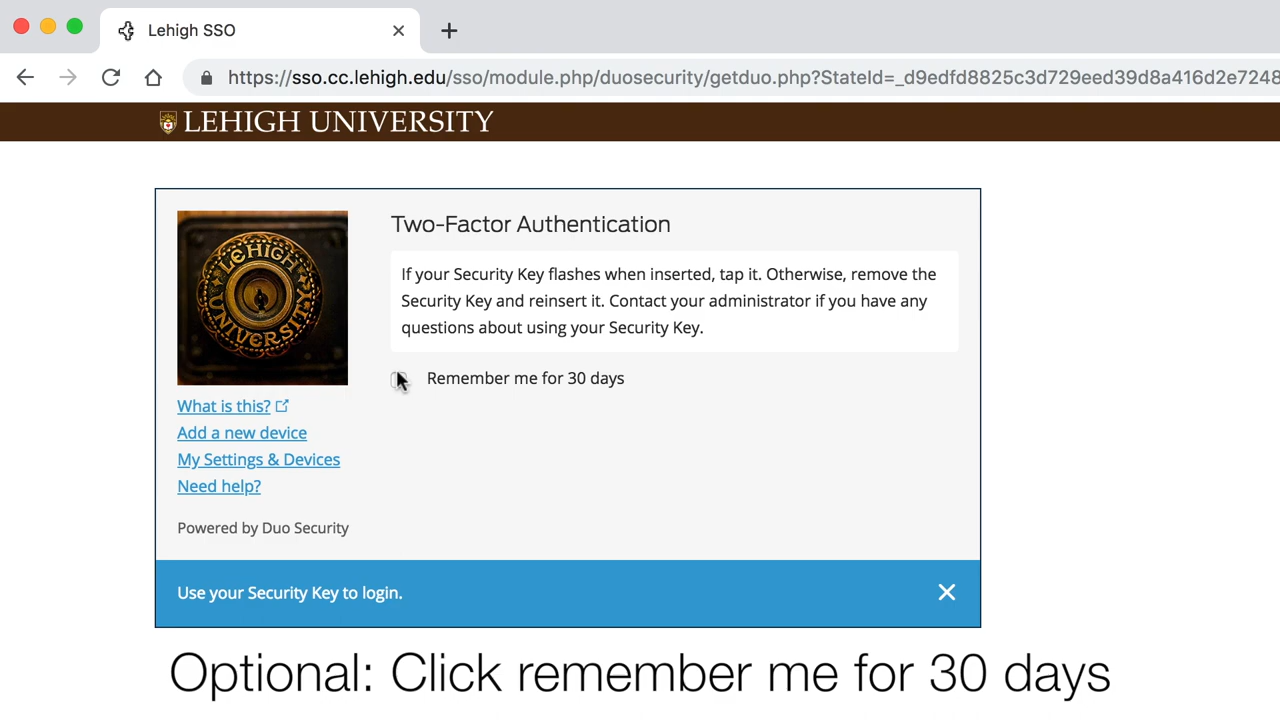 Lehigh SSO
https://sso.cc.lehigh.edu/sso/module.php/duosecurity/getduo.php?StateId=_d9edfd8825c3d729eed39d8a416d2e7248
LEHIGH UNIVERSITY
LEHIGH UNIVERSITY
Two-Factor Authentication
If your Security Key flashes when inserted, tap it. Otherwise, remove the
Security Key and reinsert it. Contact your administrator if you have any
questions about using your Security Key.
Remember me for 30 days
What is this?
Add a new device
My Settings & Devices
Need help?
Powered by Duo Security
Use your Security Key to login.
Optional: Click remember me for 30 days